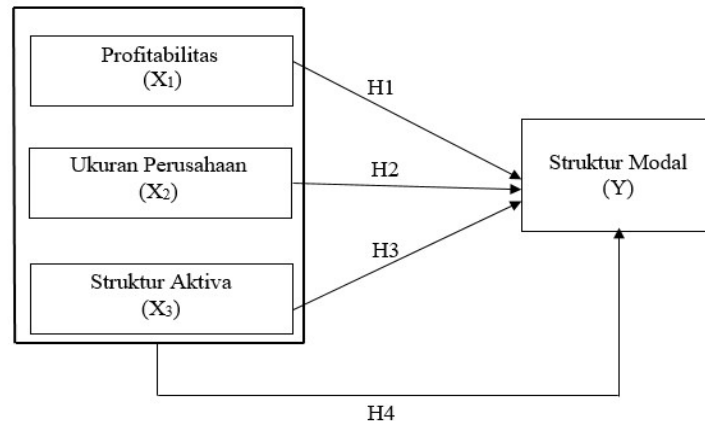 Profitabilitas
(X₁)
H1
Ukuran Perusahaan
(X₂)
H2
Struktur Modal
(Y)
Struktur Aktiva
(X₃)
H3
H4